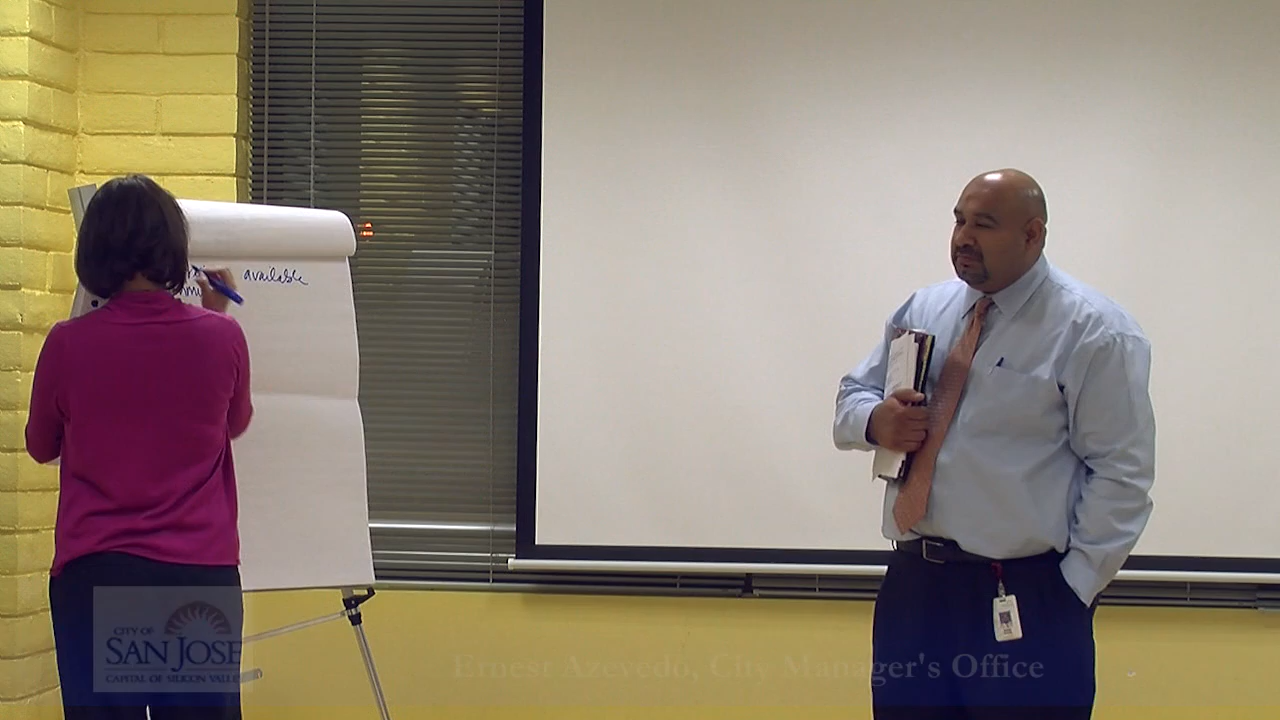 available
CITY OF
SAN JOSE
CAPITAL OF SILICON VALLEY
Ernest Azevedo, City Manager's Office